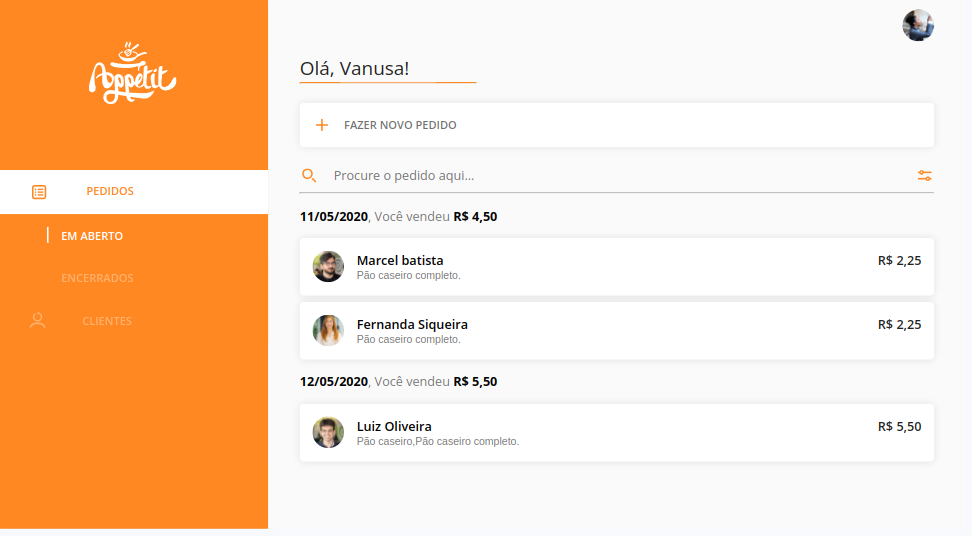 Appétit
Olá, Vanusa!
FAZER NOVO PEDIDO
Procure o pedido aqui...
PEDIDOS
EM ABERTO
ENCERRADOS
CLIENTES
11/05/2020, Você vendeu R$ 4,50
Marcel batista R$ 2,25
Pão caseiro completo.
Fernanda Siqueira R$ 2,25
Pão caseiro completo.
12/05/2020, Você vendeu R$ 5,50
Luiz Oliveira R$ 5,50
Pão caseiro,Pão caseiro completo.